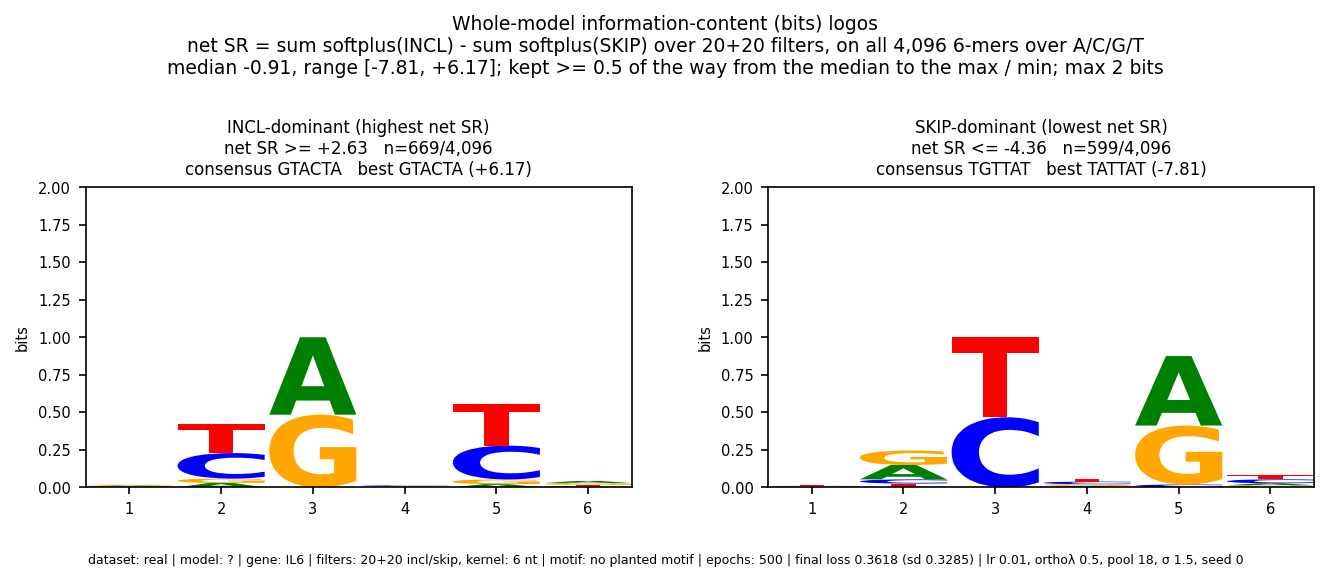 Whole-model information-content (bits) logos
net SR = sum softplus(INCL) - sum softplus(SKIP) over 20+20 filters, on all 4,096 6-mers over A/C/G/T
median -0.91, range [-7.81, +6.17]; kept >= 0.5 of the way from the median to the max / min; max 2 bits
INCL-dominant (highest net SR)
net SR >= +2.63 n=669/4,096
consensus GTACTA best GTACTA (+6.17)
bits
2.00
1.75
1.50
1.25
1.00
0.75
0.50
0.25
0.00
1 2 3 4 5 6
T C
A G
T C
SKIP-dominant (lowest net SR)
net SR <= -4.36 n=599/4,096
consensus TGTTAT best TATTAT (-7.81)
bits
2.00
1.75
1.50
1.25
1.00
0.75
0.50
0.25
0.00
1 2 3 4 5 6
G A C T
T C
A G
dataset: real | model: ? | gene: IL6 | filters: 20+20 incl/skip, kernel: 6 nt | motif: no planted motif | epochs: 500 | final loss 0.3618 (sd 0.3285) | lr 0.01, orthoλ 0.5, pool 18, σ 1.5, seed 0